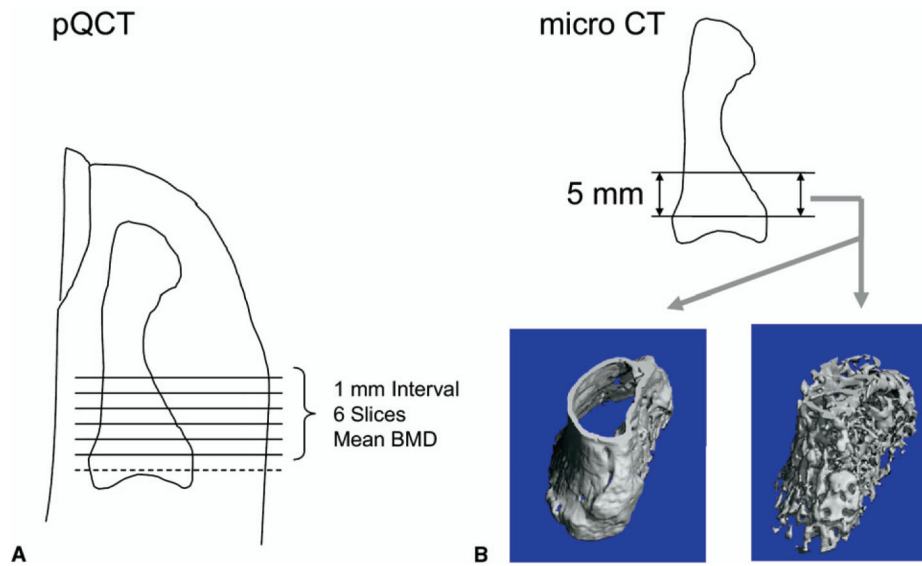 pQCT
1 mm Interval
6 Slices
Mean BMD
A
micro CT
5 mm
B